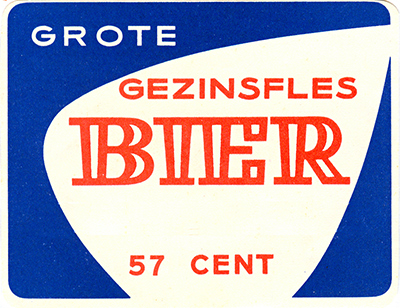 GROTE
GEZINSFLES
BIER
57 CENT